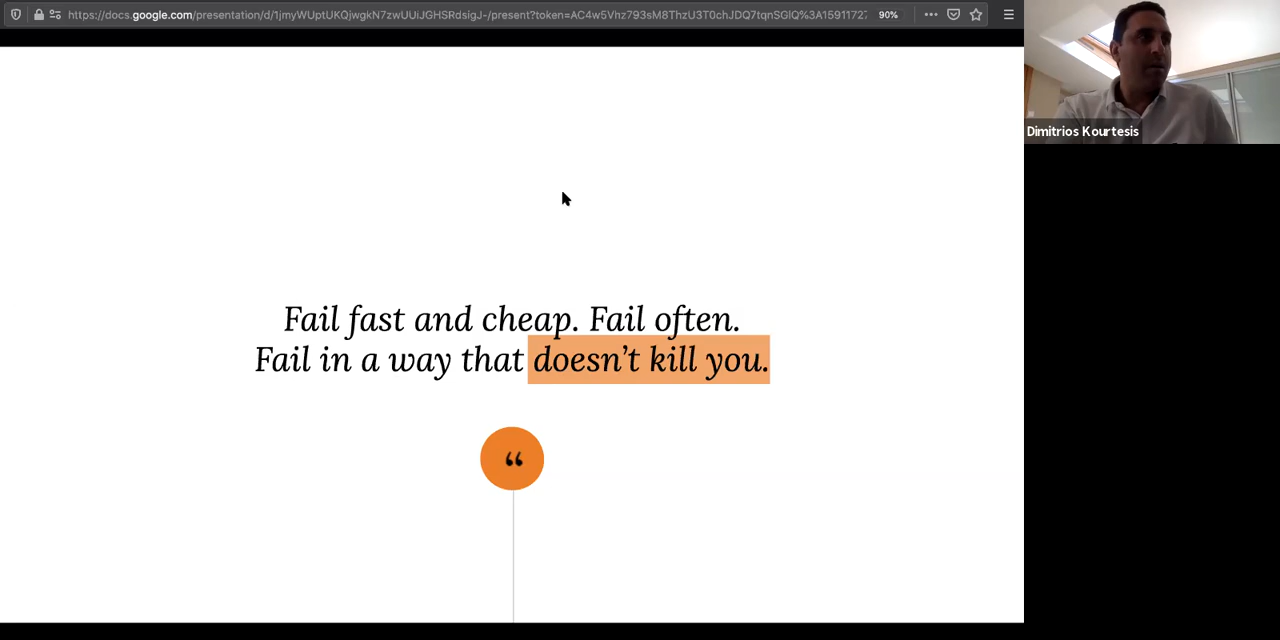 https://docs.google.com/presentation/d/1jmyWUptUKQjwgkN7zwUUiJGHSRdsigJ-/present?token=AC4w5Vhz793sM8ThzU3T0chJDQ7tqnSGlQ%3A15911727
90%
Dimitrios Kourtesis
Fail fast and cheap. Fail often.
Fail in a way that doesn’t kill you.
“